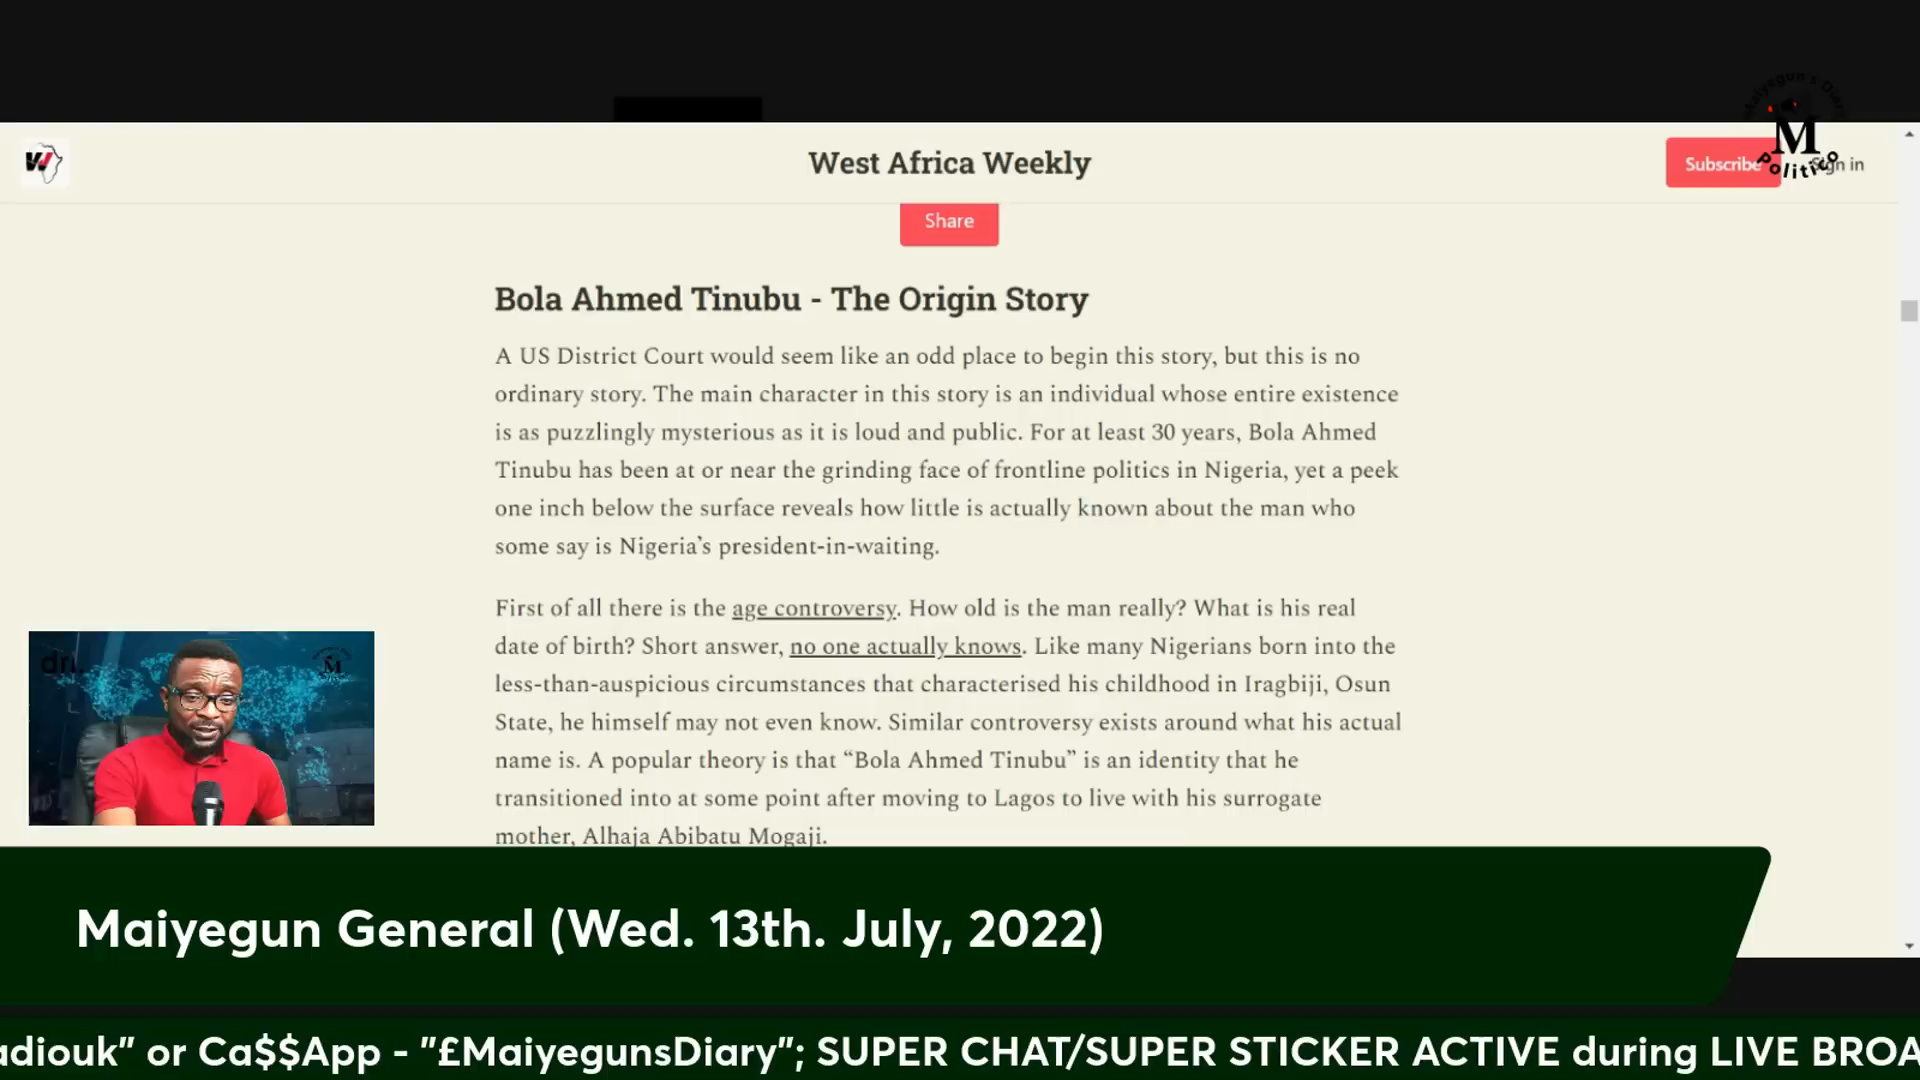 Maiyegun's Diary
M
Politico
W
West Africa Weekly
Subscribe
Sign in
Share
Bola Ahmed Tinubu - The Origin Story
A US District Court would seem like an odd place to begin this story, but this is no
ordinary story. The main character in this story is an individual whose entire existence
is as puzzlingly mysterious as it is loud and public. For at least 30 years, Bola Ahmed
Tinubu has been at or near the grinding face of frontline politics in Nigeria, yet a peek
one inch below the surface reveals how little is actually known about the man who
some say is Nigeria’s president-in-waiting.
First of all there is the age controversy. How old is the man really? What is his real
date of birth? Short answer, no one actually knows. Like many Nigerians born into the
less-than-auspicious circumstances that characterised his childhood in Iragbiji, Osun
State, he himself may not even know. Similar controversy exists around what his actual
name is. A popular theory is that “Bola Ahmed Tinubu” is an identity that he
transitioned into at some point after moving to Lagos to live with his surrogate
mother, Alhaja Abibatu Mogaji.
M
Maiyegun General (Wed. 13th. July, 2022)
adiouk" or Ca$$App - "£MaiyegunsDiary"; SUPER CHAT/SUPER STICKER ACTIVE during LIVE BROA